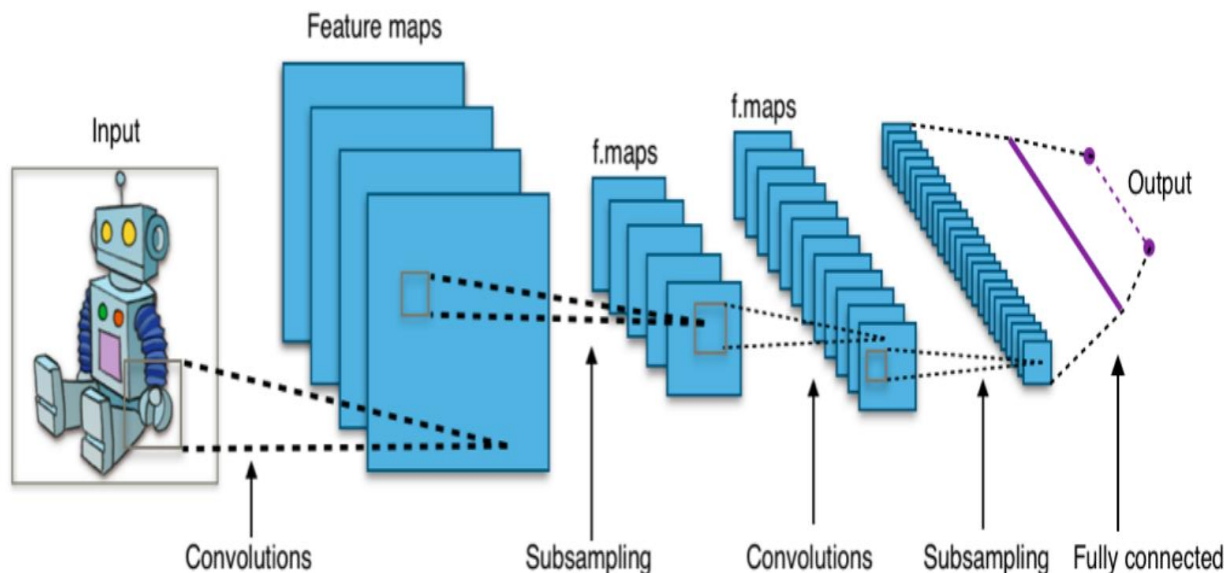 Feature maps
Input
f.maps
f.maps
Output
Convolutions
Subsampling
Convolutions
Subsampling
Fully connected